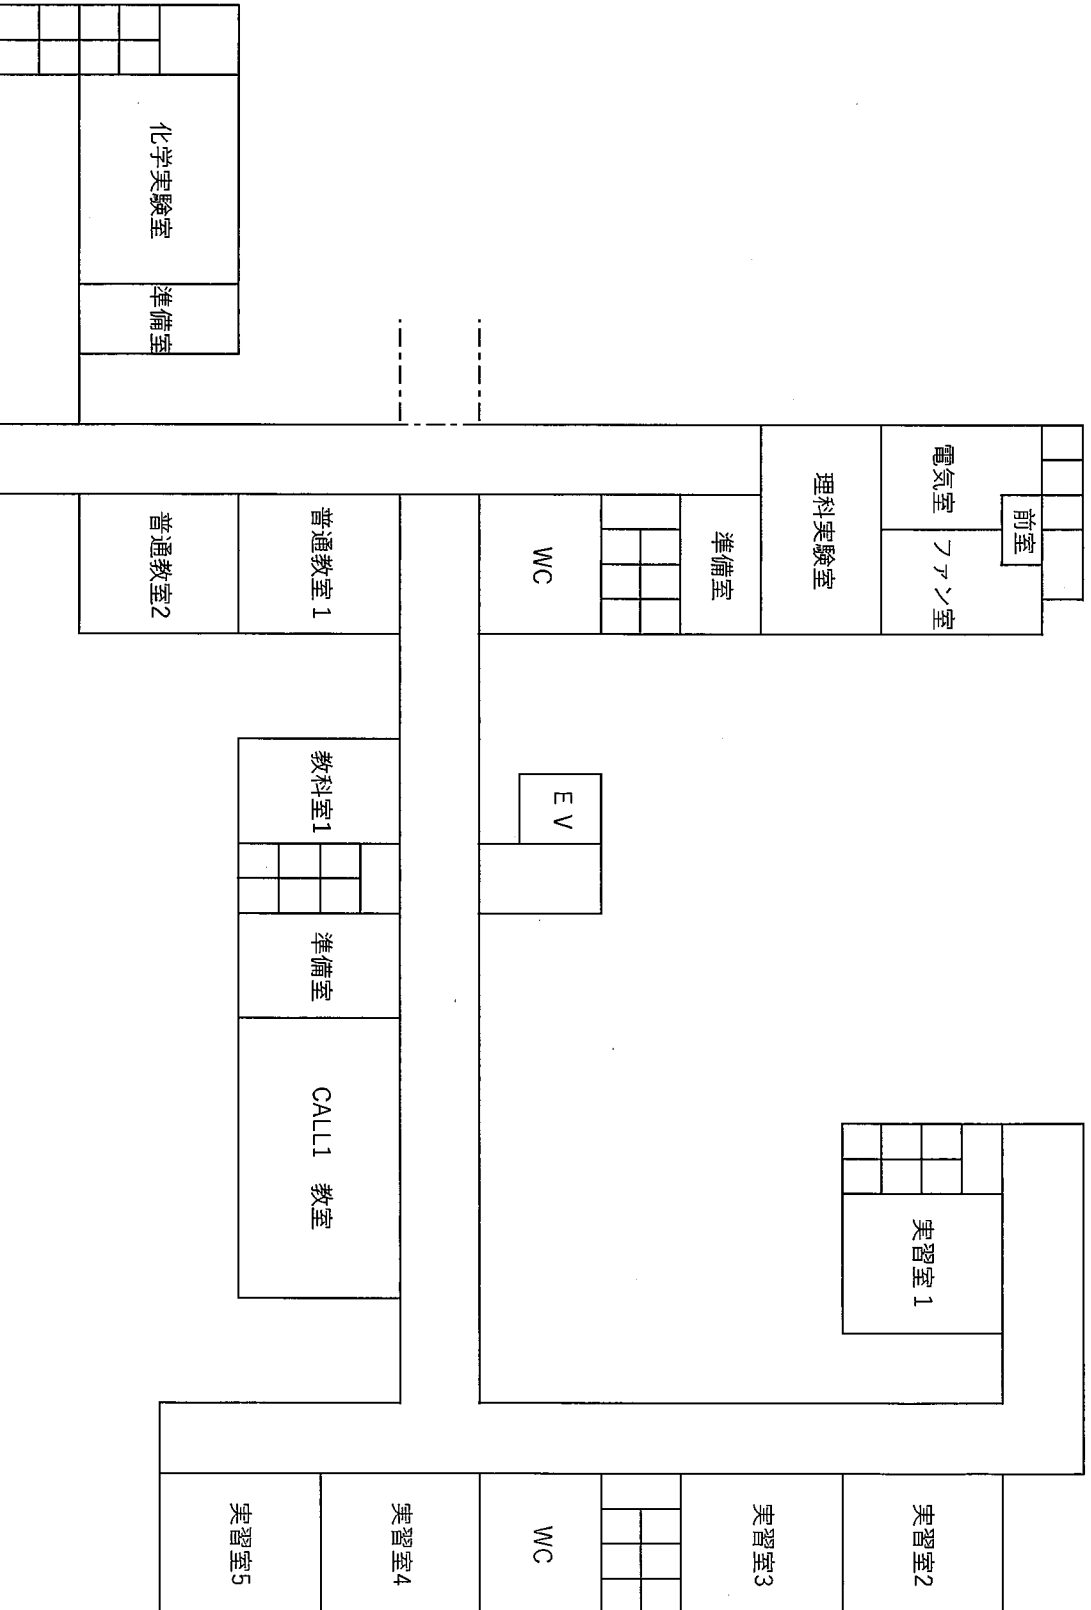 化学実験室
準備室
電気室
前室
ファン室
理科実験室
準備室
WC
普通教室1
普通教室2
教科室1
EV
準備室
CALL1 教室
実習室1
実習室2
実習室3
WC
実習室4
実習室5